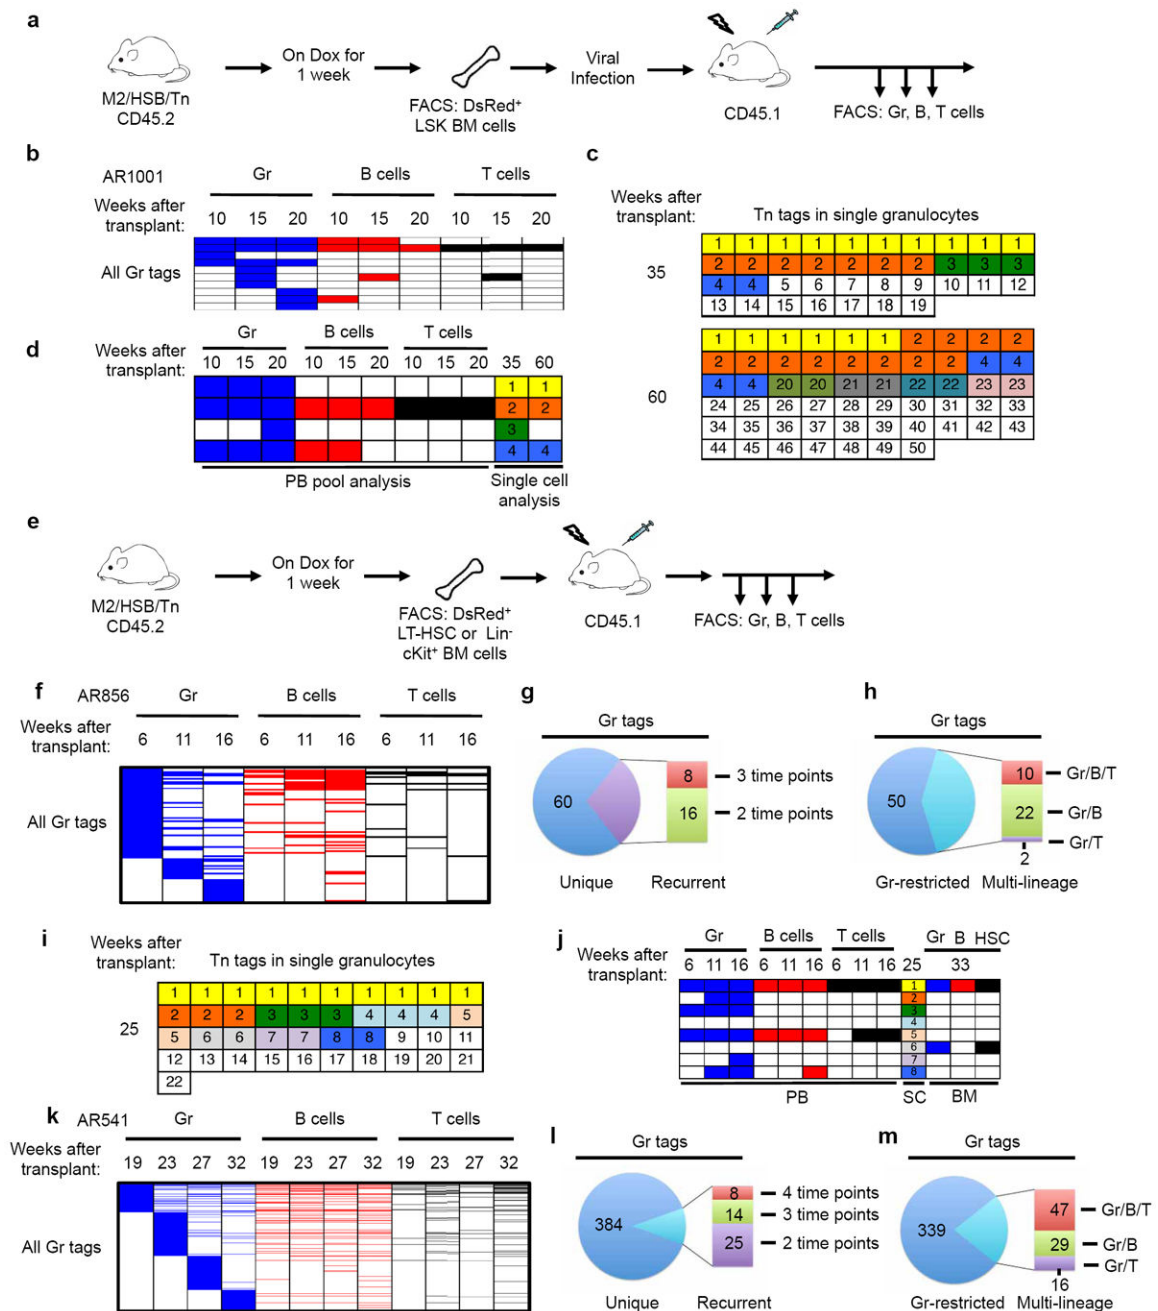 a
M2/HSB/Tn
CD45.2
On Dox for
1 week
FACS: DsRed⁺
LSK BM cells
Viral
Infection
CD45.1
FACS: Gr, B, T cells
b
AR1001
Gr B cells T cells
Weeks after
transplant:
10 15 20 10 15 20 10 15 20
All Gr tags
c
Weeks after
transplant:
Tn tags in single granulocytes
35
1 1 1 1 1 1 1 1 1 1
2 2 2 2 2 2 2 3 3 3
4 4 5 6 7 8 9 10 11 12
13 14 15 16 17 18 19
60
1 1 1 1 1 1 2 2 2 2
2 2 2 2 2 2 2 2 4 4
4 4 20 20 21 21 22 22 23 23
24 25 26 27 28 29 30 31 32 33
34 35 36 37 38 39 40 41 42 43
44 45 46 47 48 49 50
d
Gr B cells T cells
Weeks after
transplant:
10 15 20 10 15 20 10 15 20 35 60
1 1
2 2
3
4 4
PB pool analysis
Single cell
analysis
e
M2/HSB/Tn
CD45.2
On Dox for
1 week
FACS: DsRed⁺
LT-HSC or Lin⁻
cKit⁺ BM cells
CD45.1
FACS: Gr, B, T cells
f
AR856
Gr B cells T cells
Weeks after
transplant:
6 11 16 6 11 16 6 11 16
All Gr tags
g
Gr tags
60
8
3 time points
16
2 time points
Unique Recurrent
h
Gr tags
50
10
Gr/B/T
22
Gr/B
Gr/T
2
Gr-restricted Multi-lineage
i
Weeks after
transplant:
Tn tags in single granulocytes
25
1 1 1 1 1 1 1 1 1 1
2 2 2 3 3 3 4 4 4 5
5 6 6 7 7 8 8 9 10 11
12 13 14 15 16 17 18 19 20 21
22
j
Gr B cells T cells Gr B HSC
Weeks after
transplant:
6 11 16 6 11 16 6 11 16 25 33
1
2
3
4
5
6
7
8
PB SC BM
k
AR541
Gr B cells T cells
Weeks after
transplant:
19 23 27 32 19 23 27 32 19 23 27 32
All Gr tags
l
Gr tags
384
8
4 time points
14
3 time points
25
2 time points
Unique Recurrent
m
Gr tags
339
47
Gr/B/T
29
Gr/B
Gr/T
16
Gr-restricted Multi-lineage